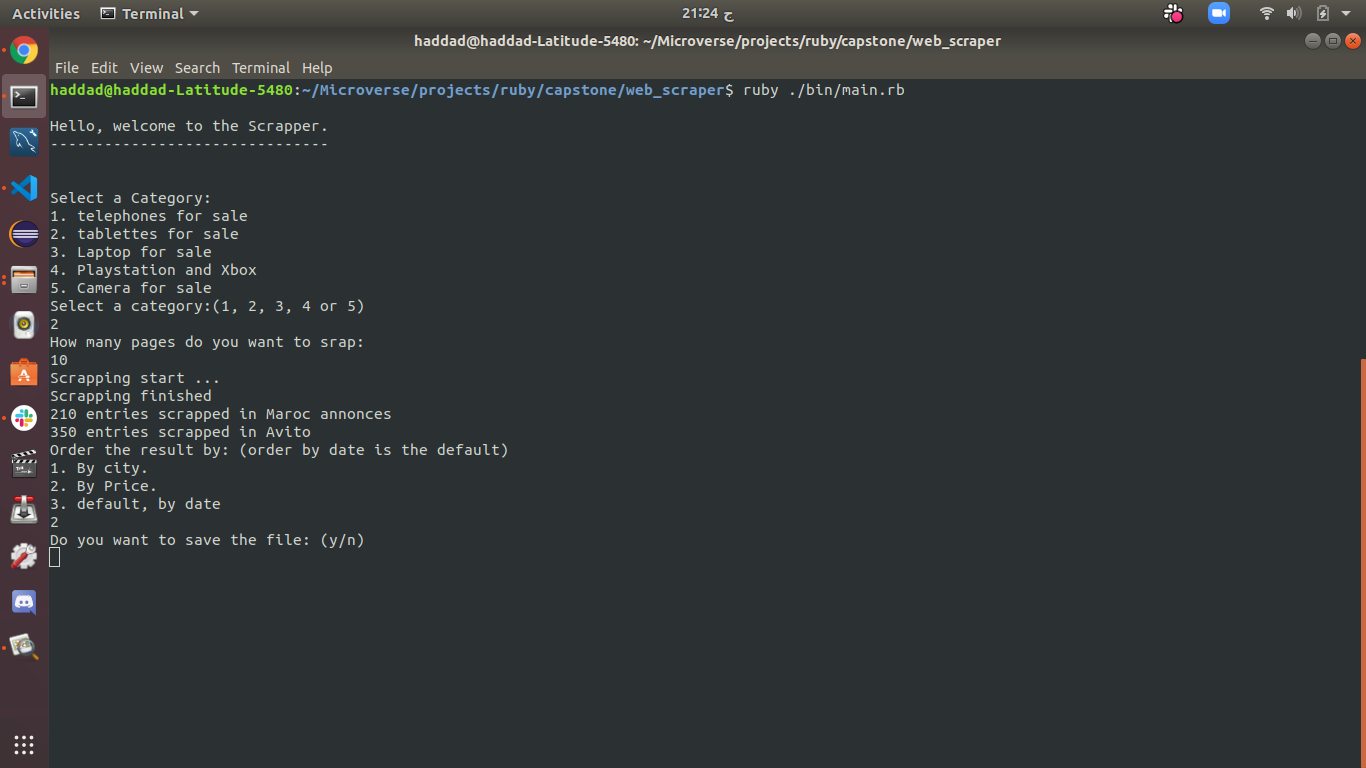 Activities Terminal 21:24 ح
haddad@haddad-Latitude-5480: ~/Microverse/projects/ruby/capstone/web_scraper
File Edit View Search Terminal Help
haddad@haddad-Latitude-5480:~/Microverse/projects/ruby/capstone/web_scraper$ ruby ./bin/main.rb
Hello, welcome to the Scrapper.
-------------------------------
Select a Category:
1. telephones for sale
2. tablettes for sale
3. Laptop for sale
4. Playstation and Xbox
5. Camera for sale
Select a category:(1, 2, 3, 4 or 5)
2
How many pages do you want to srap:
10
Scrapping start ...
Scrapping finished
210 entries scrapped in Maroc annonces
350 entries scrapped in Avito
Order the result by: (order by date is the default)
1. By city.
2. By Price.
3. default, by date
2
Do you want to save the file: (y/n)